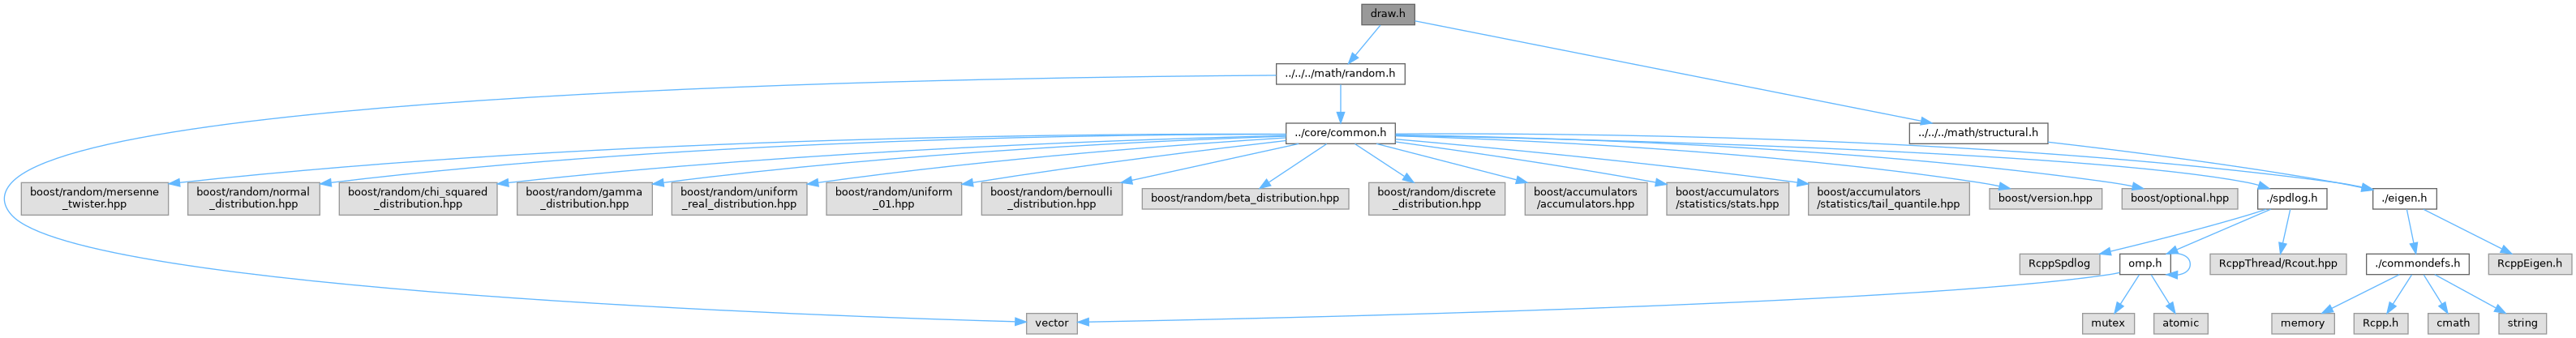 draw.h
../../../math/random.h
../core/common.h
../../../math/structural.h
boost/random/mersenne
_twister.hpp
boost/random/normal
_distribution.hpp
boost/random/chi_squared
_distribution.hpp
boost/random/gamma
_distribution.hpp
boost/random/uniform
_real_distribution.hpp
boost/random/uniform
_01.hpp
boost/random/bernoulli
_distribution.hpp
boost/random/beta_distribution.hpp
boost/random/discrete
_distribution.hpp
boost/accumulators
/accumulators.hpp
boost/accumulators
/statistics/stats.hpp
boost/accumulators
/statistics/tail_quantile.hpp
boost/version.hpp
boost/optional.hpp
./spdlog.h
./eigen.h
RcppSpdlog
omp.h
RcppThread/Rcout.hpp
./commondefs.h
RcppEigen.h
vector
mutex
atomic
memory
Rcpp.h
cmath
string